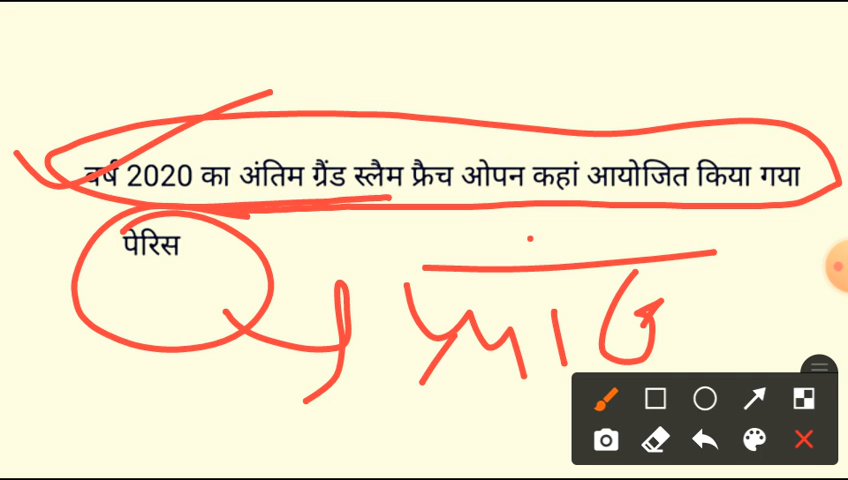 वर्ष 2020 का अंतिम ग्रैंड स्लैम फ्रैच ओपन कहां आयोजित किया गया
पेरिस